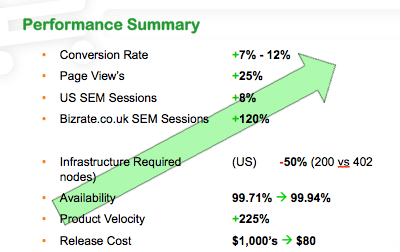 Performance Summary
• Conversion Rate +7% - 12%
• Page View's +25%
• US SEM Sessions +8%
• Bizrate.co.uk SEM Sessions +120%
• Infrastructure Required (US) -50% (200 vs 402
nodes)
• Availability 99.71% → 99.94%
• Product Velocity +225%
• Release Cost $1,000's → $80